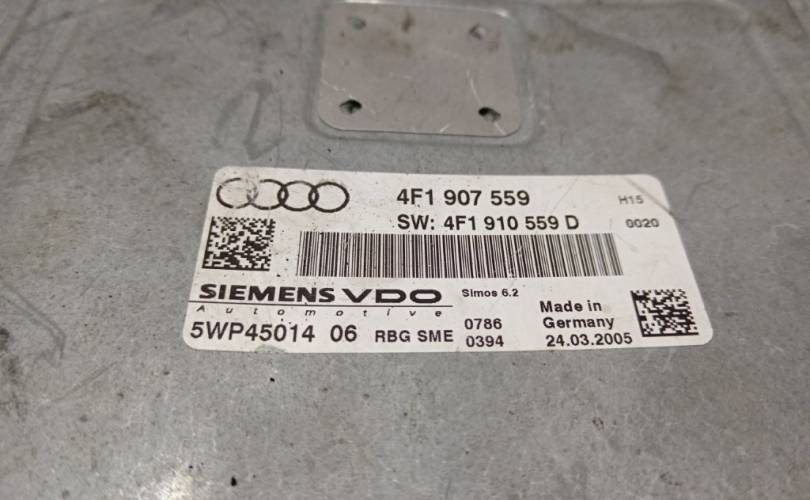 4F1 907 559 H15
SW: 4F1 910 559 D 0020
SIEMENS VDO Simos 6.2
Automotive
5WP45014 06 RBG SME 0786
0394
Made in
Germany
24.03.2005